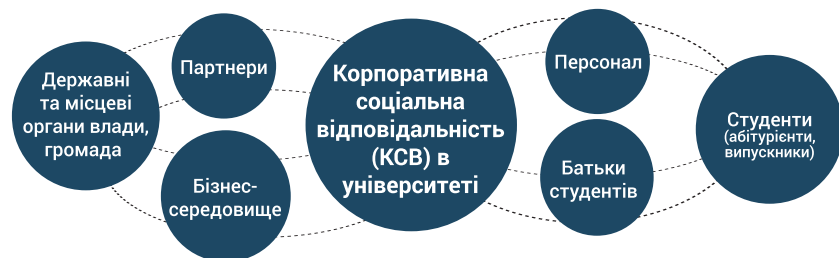 Державні
та місцеві
органи влади,
громада
Партнери
Бізнес-
середовище
Корпоративна
соціальна
відповідальність
(КСВ) в
університеті
Персонал
Батьки
студентів
Студенти
(абітурієнти,
випускники)